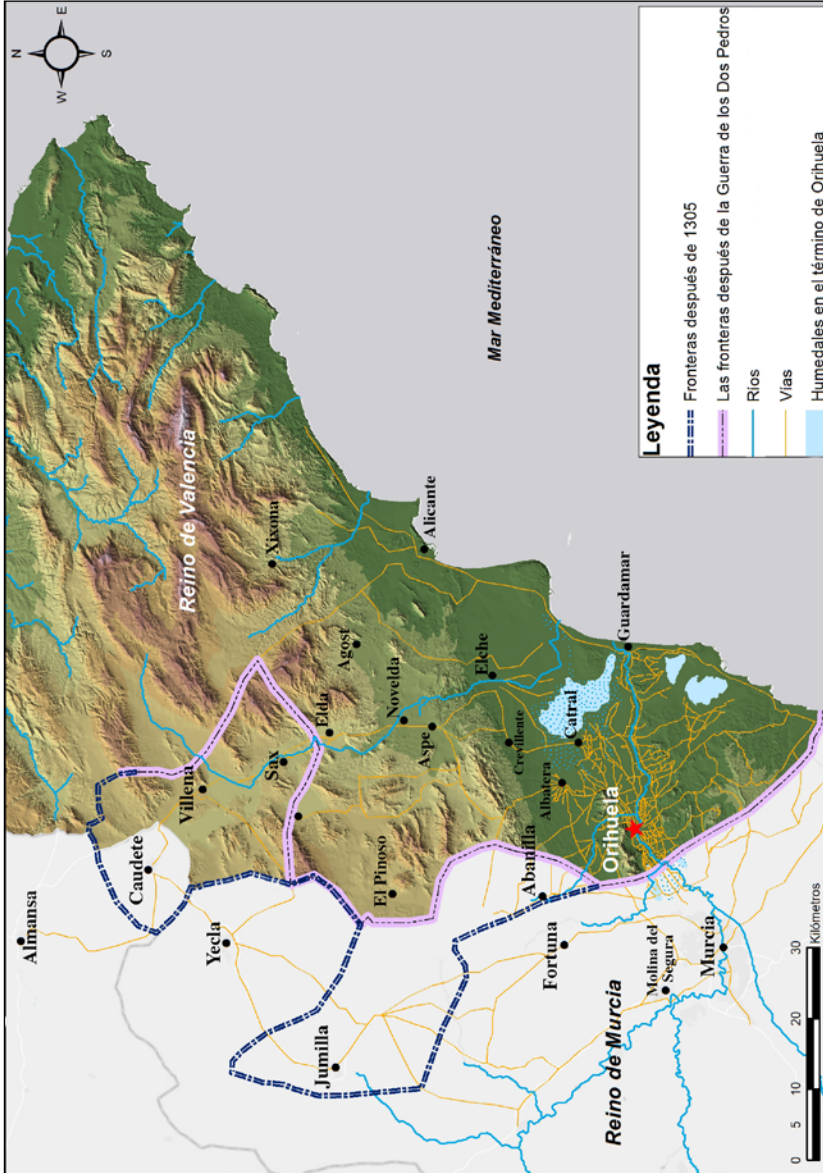 N
E
W
S
Almansa
Caudete
Villena
Yecla
Sax
Jumilla
El Pinoso
Elda
Novelda
Aspe
Agost
Xixona
Reino de Valencia
Alicante
Elche
Crevillente
Catral
Albatera
Orihuela
Abanilla
Fortuna
Molina del
Segura
Murcia
Reino de Murcia
Guardamar
Mar Mediterráneo
Leyenda
Fronteras después de 1305
Las fronteras después de la Guerra de los Dos Pedros
Ríos
Vias
Humedales en el término de Orihuela
0 5 10 20 30
Kilómetros